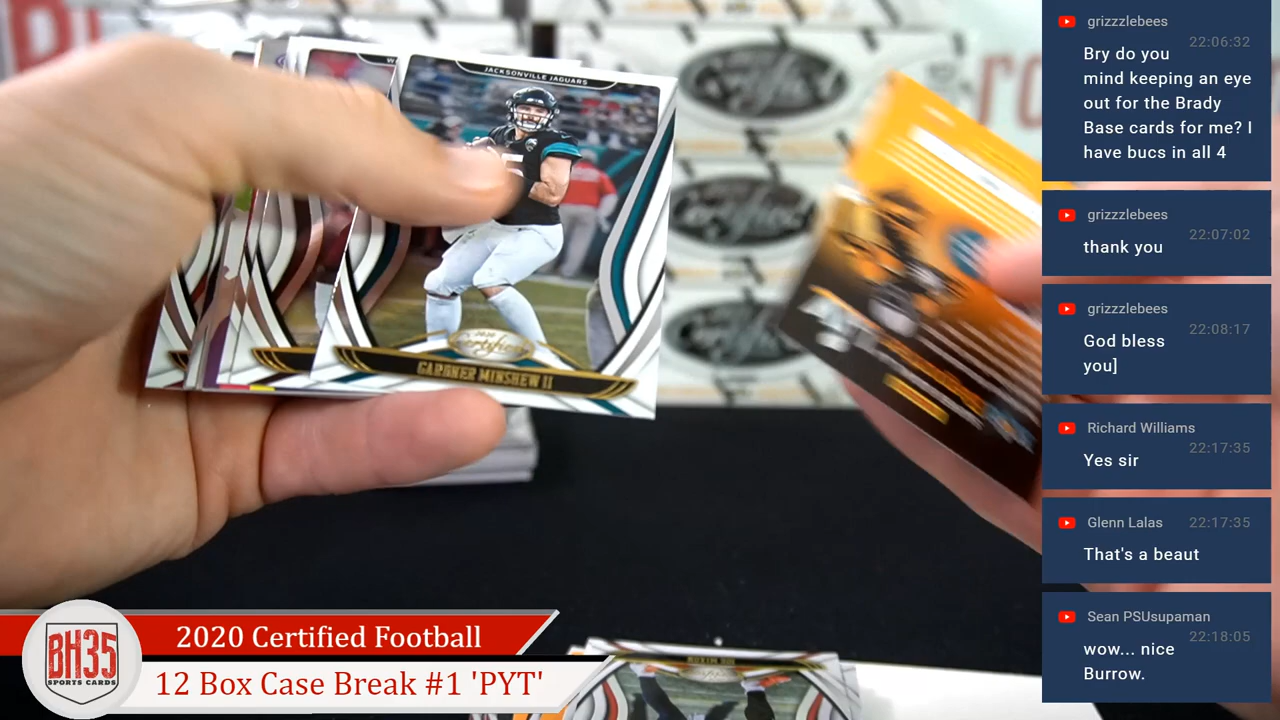 JACKSONVILLE JAGUARS
2020
Certified
GARDNER MINSHEW II
Certified
BH35
SPORTS CARDS
2020 Certified Football
12 Box Case Break #1 'PYT'
grizzzlebees
22:06:32
Bry do you
mind keeping an eye
out for the Brady
Base cards for me? I
have bucs in all 4
grizzzlebees
22:07:02
thank you
grizzzlebees
22:08:17
God bless
you]
Richard Williams
22:17:35
Yes sir
Glenn Lalas 22:17:35
That's a beaut
Sean PSUsupaman
22:18:05
wow... nice
Burrow.